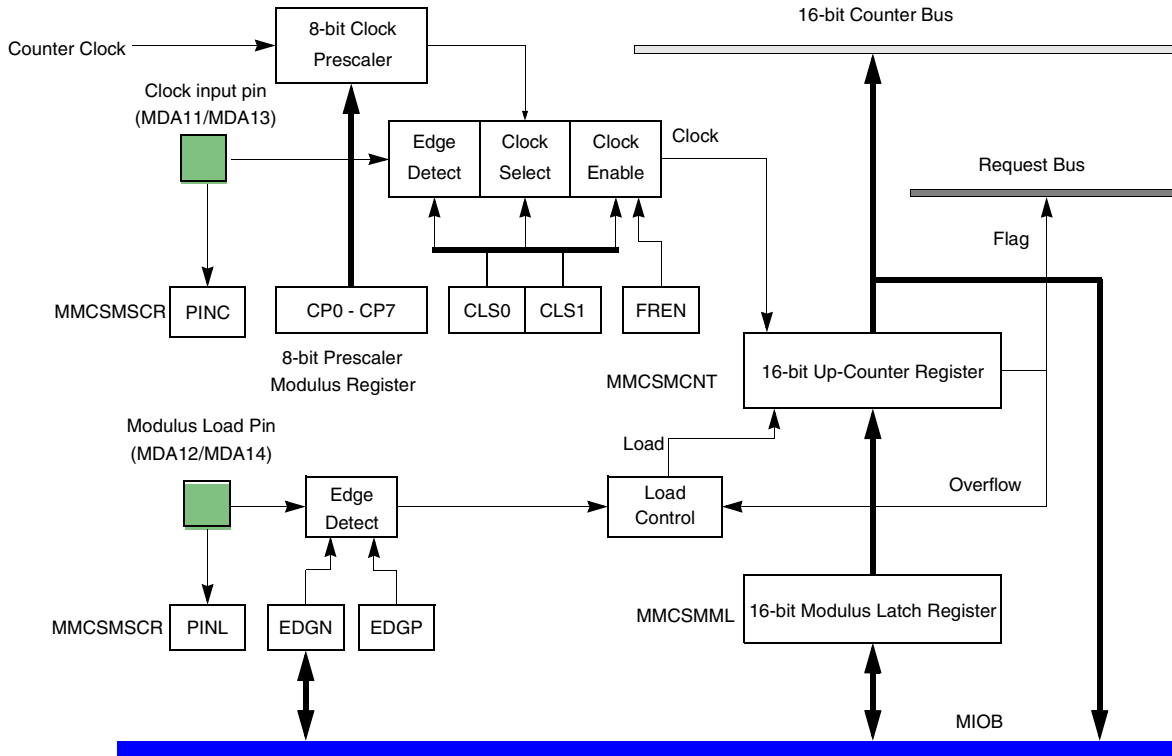 16-bit Counter Bus
8-bit Clock
Prescaler
Counter Clock
Clock input pin
(MDA11/MDA13)
Edge
Detect
Clock
Select
Clock
Enable
Clock
Request Bus
Flag
MMCSMSCR
PINC
CP0 - CP7
CLS0
CLS1
FREN
8-bit Prescaler
Modulus Register
MMCSMCNT
16-bit Up-Counter Register
Modulus Load Pin
(MDA12/MDA14)
Load
Edge
Detect
Load
Control
Overflow
MMCSMSCR
PINL
EDGN
EDGP
MMCSMML
16-bit Modulus Latch Register
MIOB